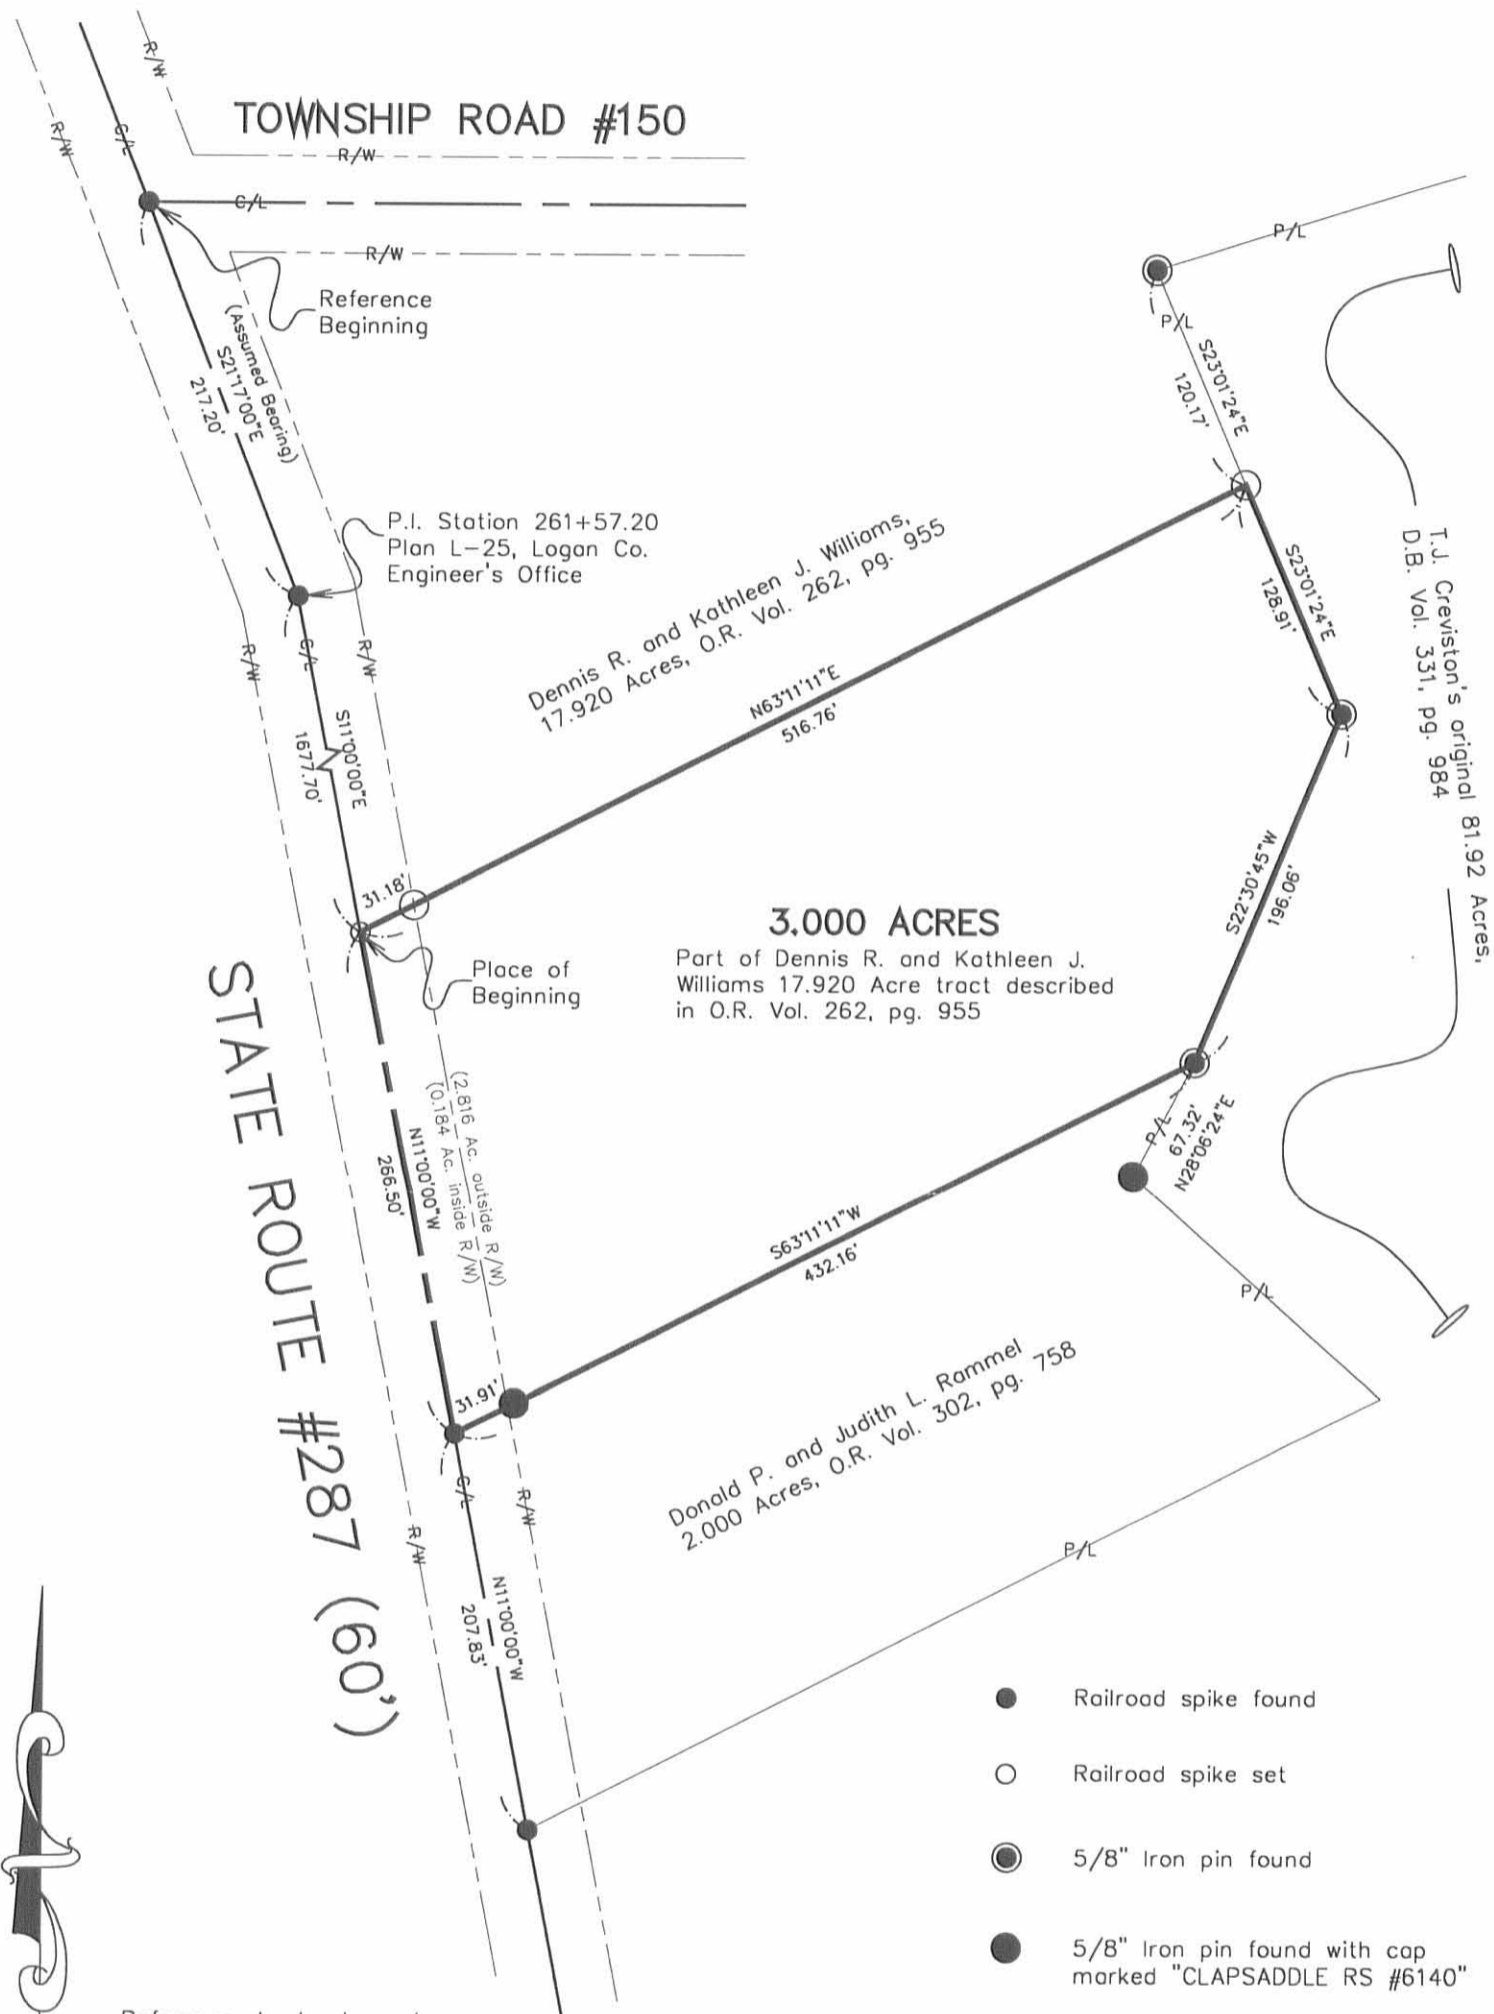 R/W
TOWNSHIP ROAD #150
R/W
C/L
R/W
C/L
R/W
Reference
Beginning
(Assumed Bearing)
S21°17'00"E
217.20'
P/L
P/L
S23°01'24"E
120.17'
P.I. Station 261+57.20
Plan L-25, Logan Co.
Engineer's Office
C/L
R/W
R/W
S11°00'00"E
1677.70'
Dennis R. and Kathleen J. Williams,
17.920 Acres, O.R. Vol. 262, pg. 955
N63°11'11"E
516.76'
S23°01'24"E
128.91'
T.J. Creviston's original 81.92 Acres,
D.B. Vol. 331, pg. 984
S22°30'45"W
196.06'
31.18'
3.000 ACRES
Part of Dennis R. and Kathleen J.
Williams 17.920 Acre tract described
in O.R. Vol. 262, pg. 955
Place of
Beginning
STATE ROUTE #287 (60')
(2.816 Ac. outside R/W)
(0.184 Ac. inside R/W)
N11°00'00"W
266.50'
P/L
67.32'
N28°06'24"E
S63°11'11"W
432.16'
P/L
31.91'
Donald P. and Judith L. Rammel
2.000 Acres, O.R. Vol. 302, pg. 758
C/L
R/W
R/W
P/L
N11°00'00"W
207.83'
Railroad spike found
Railroad spike set
5/8" Iron pin found
5/8" Iron pin found with cap
marked "CLAPSADDLE RS #6140"